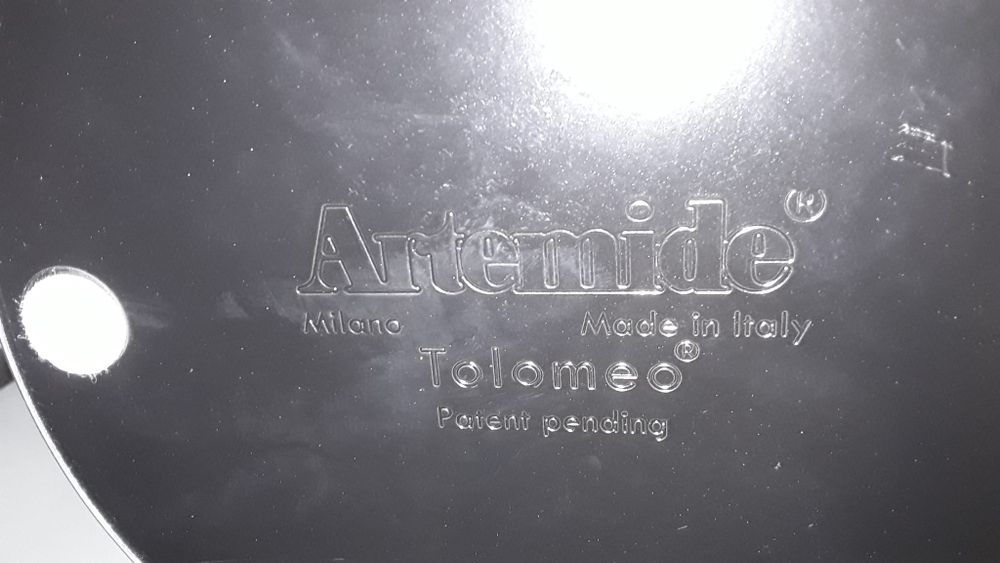 Artemide®
Milano Made in Italy
Tolomeo®
Patent pending